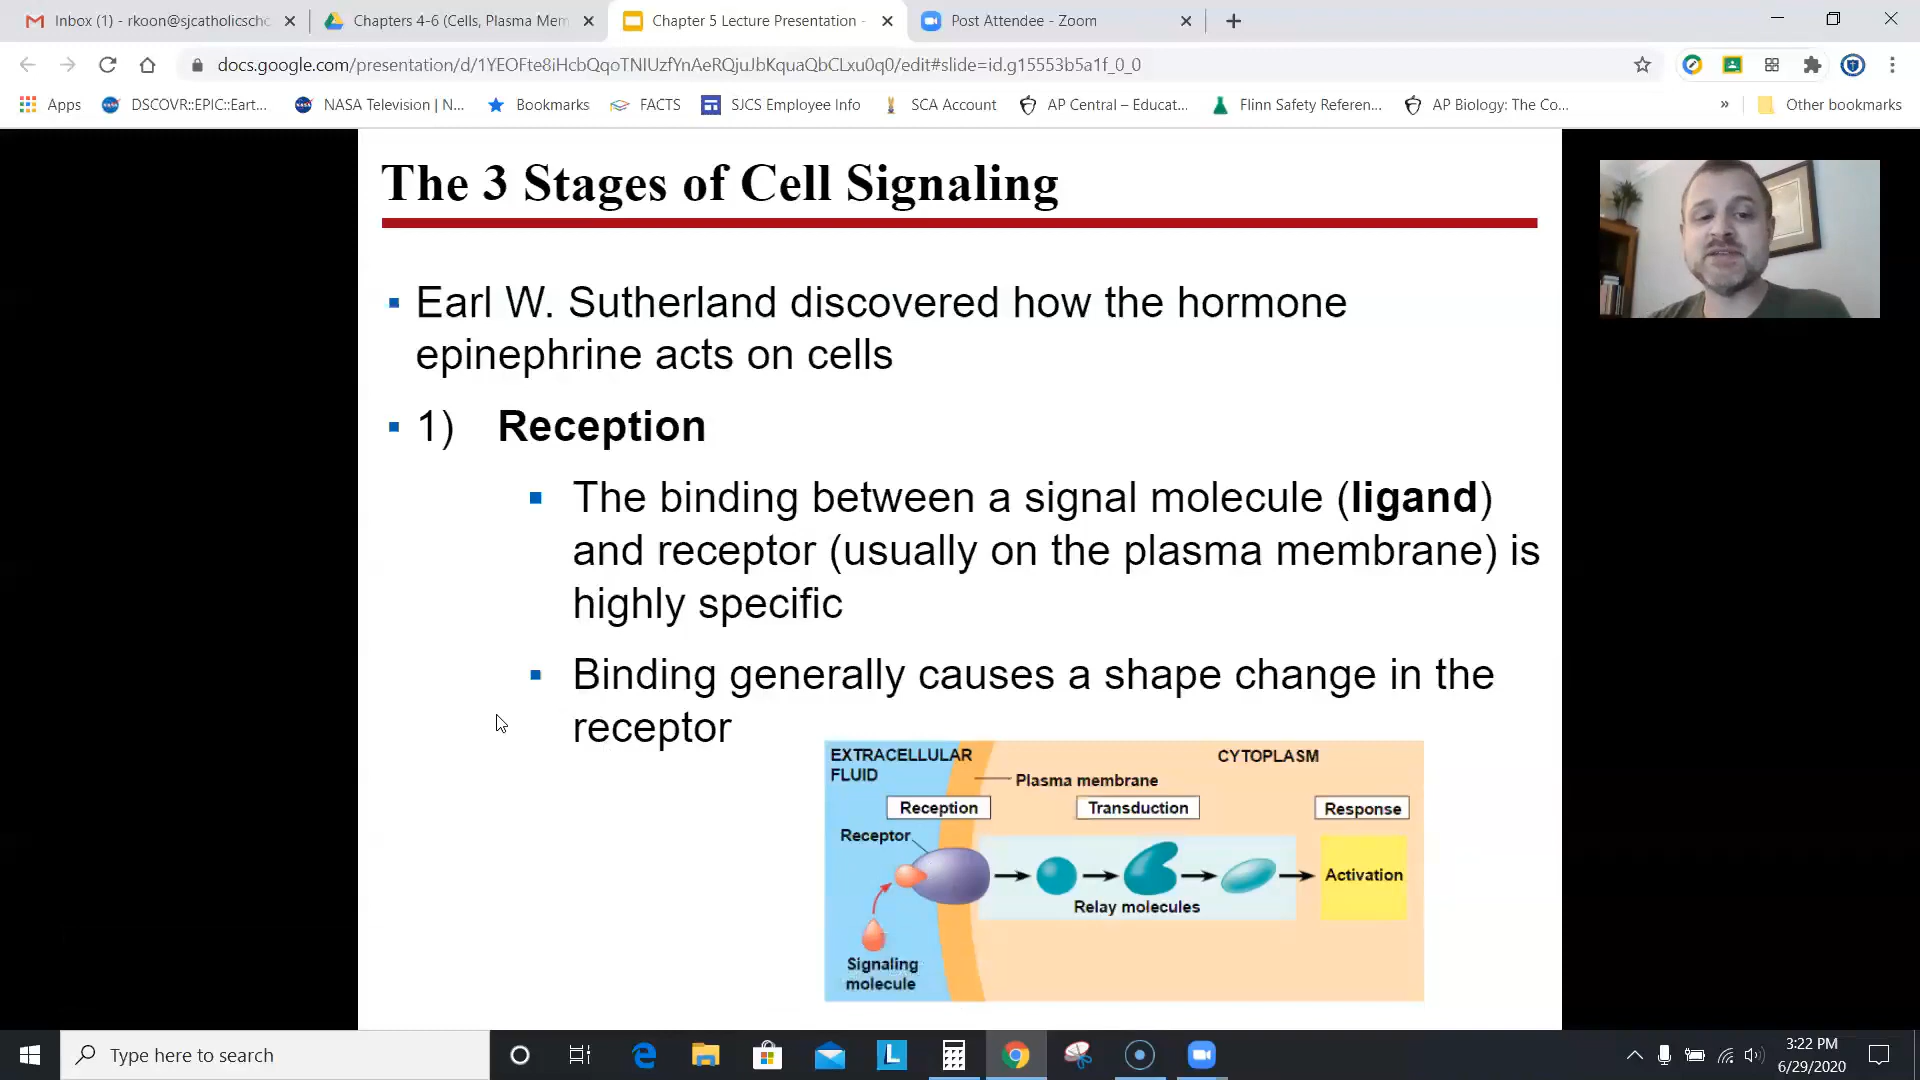 Inbox (1) - rkoon@sjcatholicscho
Chapters 4-6 (Cells, Plasma Mem
Chapter 5 Lecture Presentation -
Post Attendee - Zoom
docs.google.com/presentation/d/1YEOFte8iHcbQqoTNIUzfYnAeRQjuJbKquaQbCLxu0q0/edit#slide=id.g15553b5a1f_0_0
Apps
DSCOVR::EPIC::Eart...
NASA Television | N...
Bookmarks
FACTS
SJCS Employee Info
SCA Account
AP Central – Educat...
Flinn Safety Referen...
AP Biology: The Co...
»
Other bookmarks
The 3 Stages of Cell Signaling
▪ Earl W. Sutherland discovered how the hormone
epinephrine acts on cells
▪ 1) Reception
▪ The binding between a signal molecule (ligand)
and receptor (usually on the plasma membrane) is
highly specific
▪ Binding generally causes a shape change in the
receptor
EXTRACELLULAR
FLUID
CYTOPLASM
Plasma membrane
Reception
Transduction
Response
Receptor
Activation
Relay molecules
Signaling
molecule
Type here to search
3:22 PM
6/29/2020